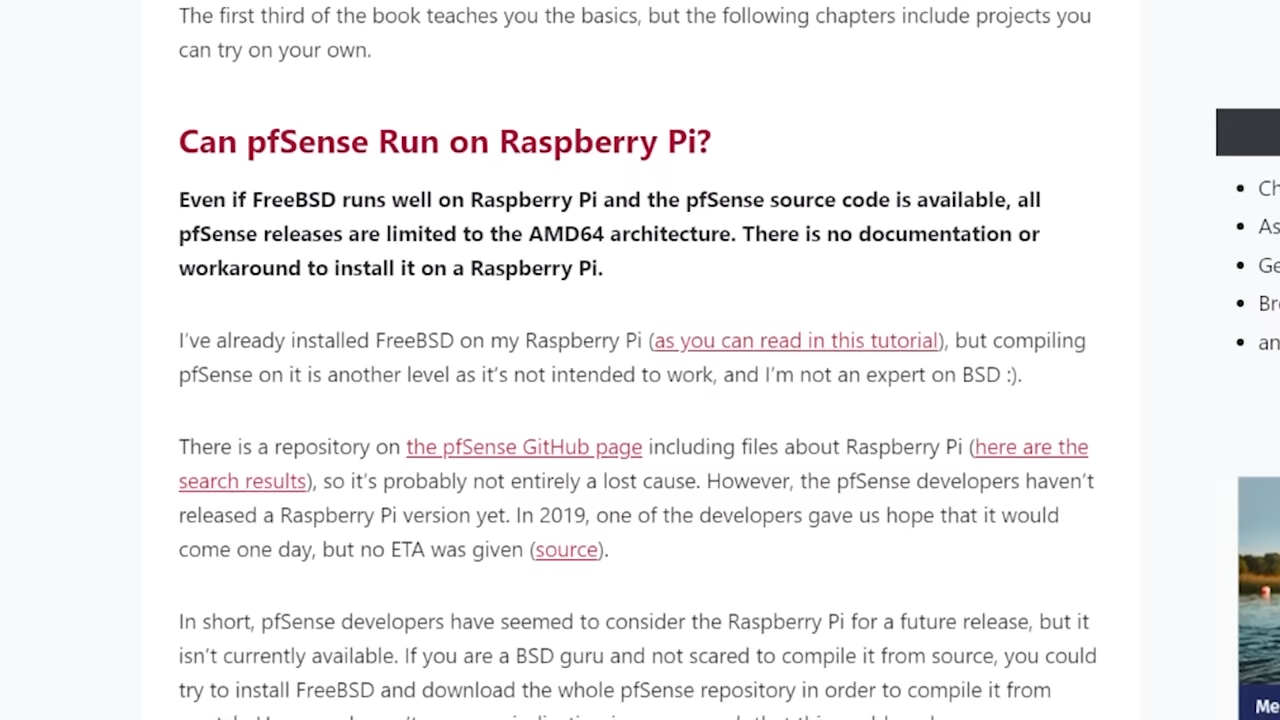 The first third of the book teaches you the basics, but the following chapters include projects you
can try on your own.
Can pfSense Run on Raspberry Pi?
Even if FreeBSD runs well on Raspberry Pi and the pfSense source code is available, all
pfSense releases are limited to the AMD64 architecture. There is no documentation or
workaround to install it on a Raspberry Pi.
I've already installed FreeBSD on my Raspberry Pi (as you can read in this tutorial), but compiling
pfSense on it is another level as it's not intended to work, and I'm not an expert on BSD :).
There is a repository on the pfSense GitHub page including files about Raspberry Pi (here are the
search results), so it's probably not entirely a lost cause. However, the pfSense developers haven't
released a Raspberry Pi version yet. In 2019, one of the developers gave us hope that it would
come one day, but no ETA was given (source).
In short, pfSense developers have seemed to consider the Raspberry Pi for a future release, but it
isn't currently available. If you are a BSD guru and not scared to compile it from source, you could
try to install FreeBSD and download the whole pfSense repository in order to compile it from
Ch
As
Ge
Br
an
Me